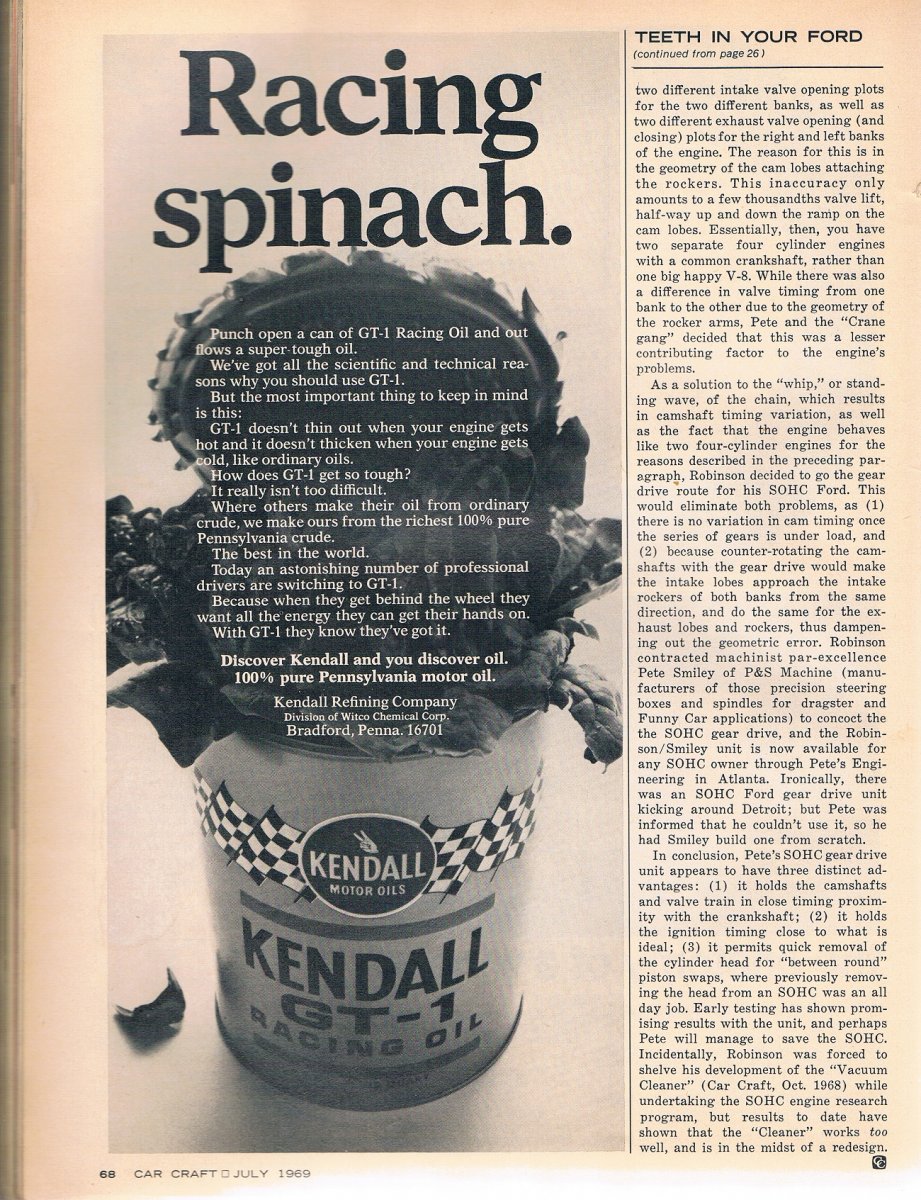 Racing
spinach.
Punch open a can of GT-1 Racing Oil and out
flows a super-tough oil.
We've got all the scientific and technical rea-
sons why you should use GT-1.
But the most important thing to keep in mind
is this:
GT-1 doesn't thin out when your engine gets
hot and it doesn't thicken when your engine gets
cold, like ordinary oils.
How does GT-1 get so tough?
It really isn't too difficult.
Where others make their oil from ordinary
crude, we make ours from the richest 100% pure
Pennsylvania crude.
The best in the world.
Today an astonishing number of professional
drivers are switching to GT-1.
Because when they get behind the wheel they
want all the energy they can get their hands on.
With GT-1 they know they've got it.
Discover Kendall and you discover oil.
100% pure Pennsylvania motor oil.
Kendall Refining Company
Division of Witco Chemical Corp.
Bradford, Penna. 16701
KENDALL
MOTOR OILS
KENDALL
GT-1
RACING OIL
TEETH IN YOUR FORD
(continued from page 26)
two different intake valve opening plots
for the two different banks, as well as
two different exhaust valve opening (and
closing) plots for the right and left banks
of the engine. The reason for this is in
the geometry of the cam lobes attaching
the rockers. This inaccuracy only
amounts to a few thousandths valve lift,
half-way up and down the ramp on the
cam lobes. Essentially, then, you have
two separate four cylinder engines
with a common crankshaft, rather than
one big happy V-8. While there was also
a difference in valve timing from one
bank to the other due to the geometry of
the rocker arms, Pete and the "Crane
gang" decided that this was a lesser
contributing factor to the engine's
problems.
As a solution to the "whip," or stand-
ing wave, of the chain, which results
in camshaft timing variation, as well
as the fact that the engine behaves
like two four-cylinder engines for the
reasons described in the preceding par-
agraph, Robinson decided to go the gear
drive route for his SOHC Ford. This
would eliminate both problems, as (1)
there is no variation in cam timing once
the series of gears is under load, and
(2) because counter-rotating the cam-
shafts with the gear drive would make
the intake lobes approach the intake
rockers of both banks from the same
direction, and do the same for the ex-
haust lobes and rockers, thus dampen-
ing out the geometric error. Robinson
contracted machinist par-excellence
Pete Smiley of P&S Machine (manu-
facturers of those precision steering
boxes and spindles for dragster and
Funny Car applications) to concoct the
the SOHC gear drive, and the Robin-
son/Smiley unit is now available for
any SOHC owner through Pete's Engi-
neering in Atlanta. Ironically, there
was an SOHC Ford gear drive unit
kicking around Detroit; but Pete was
informed that he couldn't use it, so he
had Smiley build one from scratch.
In conclusion, Pete's SOHC gear drive
unit appears to have three distinct ad-
vantages: (1) it holds the camshafts
and valve train in close timing proxim-
ity with the crankshaft; (2) it holds
the ignition timing close to what is
ideal; (3) it permits quick removal of
the cylinder head for "between round"
piston swaps, where previously remov-
ing the head from an SOHC was an all
day job. Early testing has shown prom-
ising results with the unit, and perhaps
Pete will manage to save the SOHC.
Incidentally, Robinson was forced to
shelve his development of the "Vacuum
Cleaner" (Car Craft, Oct. 1968) while
undertaking the SOHC engine research
program, but results to date have
shown that the "Cleaner" works too
well, and is in the midst of a redesign.
68 CAR CRAFT □ JULY 1969